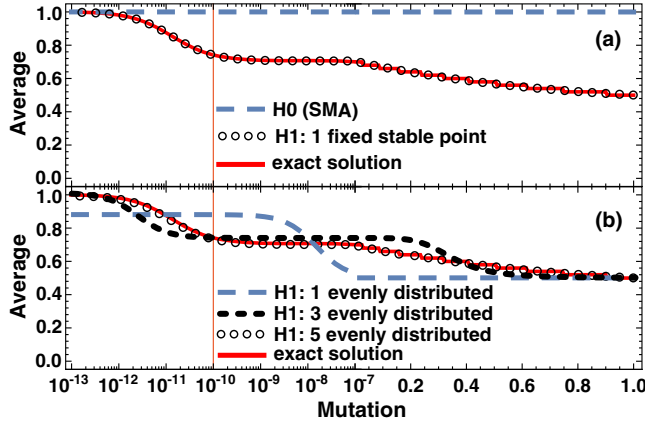 1.0
0.8
0.6
0.4
0.2
0.0
Average
(a)
H0 (SMA)
H1: 1 fixed stable point
exact solution
1.0
0.8
0.6
0.4
0.2
0.0
Average
(b)
H1: 1 evenly distributed
H1: 3 evenly distributed
H1: 5 evenly distributed
exact solution
10-13 10-12 10-11 10-10 10-9 10-8 10-7 0.2 0.4 0.6 0.8 1.0
Mutation